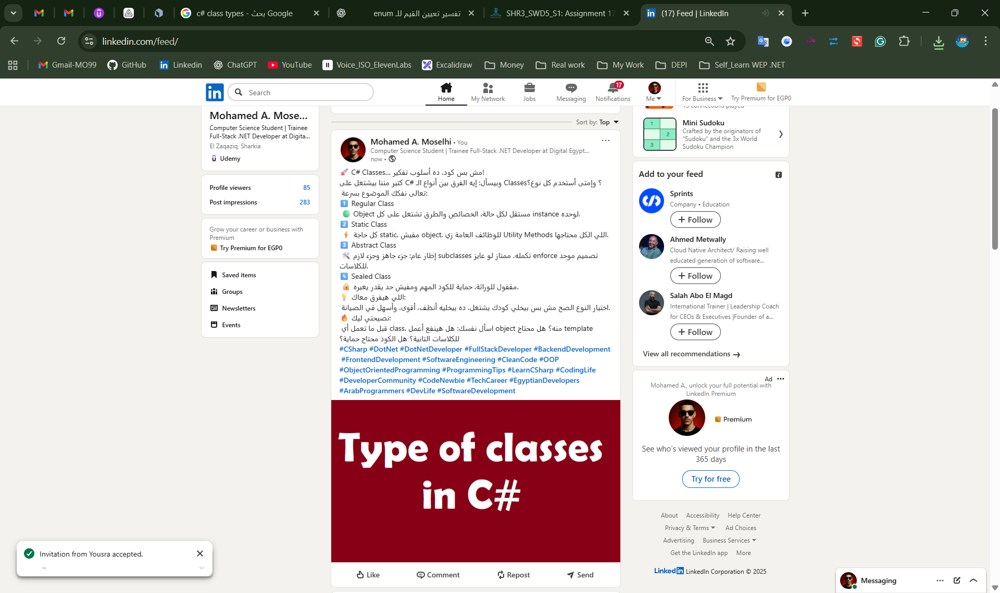 c# class types - بحث Google
تفسير تعيين القيم للـ enum
SHR3_SWD5_S1: Assignment 17
(17) Feed | LinkedIn
linkedin.com/feed/
Gmail-MO99
GitHub
Linkedin
ChatGPT
YouTube
Voice_ISO_ElevenLabs
Excalidraw
Money
Real work
My Work
DEPI
Self_Learn WEP .NET
Search
Home
My Network
Jobs
Messaging
17
Notifications
Me
For Business
Try Premium for EGP0
Mohamed A. Mose...
Computer Science Student | Trainee
Full-Stack .NET Developer at Digita...
El Zaqaziq, Sharkia
Udemy
Profile viewers 85
Post impressions 283
Grow your career or business with
Premium
Try Premium for EGP0
Saved items
Groups
Newsletters
Events
Sort by: Top
Mohamed A. Moselhi • You
Computer Science Student | Trainee Full-Stack .NET Developer at Digital Egypt...
now •
🚀 C# Classes... مش بس كود، ده أسلوب تفكير!
كتير مننا بيشتغل على C# وبيسأل: إيه الفرق بين أنواع الـ Classes؟ وإمتى أستخدم كل نوع؟
تعالى نفكك الموضوع بسرعة:
1️⃣ Regular Class
🟢 Object مستقل لكل حالة، الخصائص والطرق تشتغل على كل instance لوحده.
2️⃣ Static Class
⚡ كل حاجة static، مفيش object. للوظائف العامة زي Utility Methods اللي الكل محتاجها.
3️⃣ Abstract Class
🛠️ إطار عام: جزء جاهز وجزء لازم subclasses تكمله. ممتاز لو عايز enforce تصميم موحد
للكلاسات.
4️⃣ Sealed Class
🔒 مقفول للوراثة. حماية للكود المهم ومفيش حد يقدر يغيره.
💡 اللي هيفرق معاك:
اختيار النوع الصح مش بس بيخلي كودك يشتغل، ده بيخليه أنظف، أقوى، وأسهل في الصيانة.
🔥 نصيحتي ليك:
قبل ما تعمل أي class، اسأل نفسك: هل هينفع أعمل object منه؟ هل محتاج template
للكلاسات التانية؟ هل الكود محتاج حماية؟
#CSharp #DotNet #DotNetDeveloper #FullStackDeveloper #BackendDevelopment
#FrontendDevelopment #SoftwareEngineering #CleanCode #OOP
#ObjectOrientedProgramming #ProgrammingTips #LearnCSharp #CodingLife
#DeveloperCommunity #CodeNewbie #TechCareer #EgyptianDevelopers
#ArabProgrammers #DevLife #SoftwareDevelopment
Type of classes
in C#
Like
Comment
Repost
Send
Mini Sudoku
Crafted by the originators of
“Sudoku” and the 3x World
Sudoku Champion
1
2
3
Add to your feed
Sprints
Company • Education
+ Follow
Ahmed Metwally
Cloud Native Architect/ Raising well
educated generation of software...
+ Follow
Salah Abo El Magd
International Trainer | Leadership Coach
for CEOs & Executives |Founder of a...
+ Follow
View all recommendations →
Ad
Mohamed A., unlock your full potential with
LinkedIn Premium
Premium
See who’s viewed your profile in the last
365 days
Try for free
About Accessibility Help Center
Privacy & Terms Ad Choices
Advertising Business Services
Get the LinkedIn app More
LinkedIn LinkedIn Corporation © 2025
Invitation from Yousra accepted.
Messaging